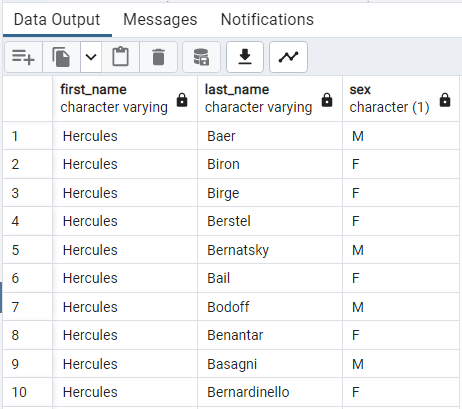 Data Output Messages Notifications
first_name last_name sex
character varying character varying character (1)
1 Hercules Baer M
2 Hercules Biron F
3 Hercules Birge F
4 Hercules Berstel F
5 Hercules Bernatsky M
6 Hercules Bail F
7 Hercules Bodoff M
8 Hercules Benantar F
9 Hercules Basagni M
10 Hercules Bernardinello F